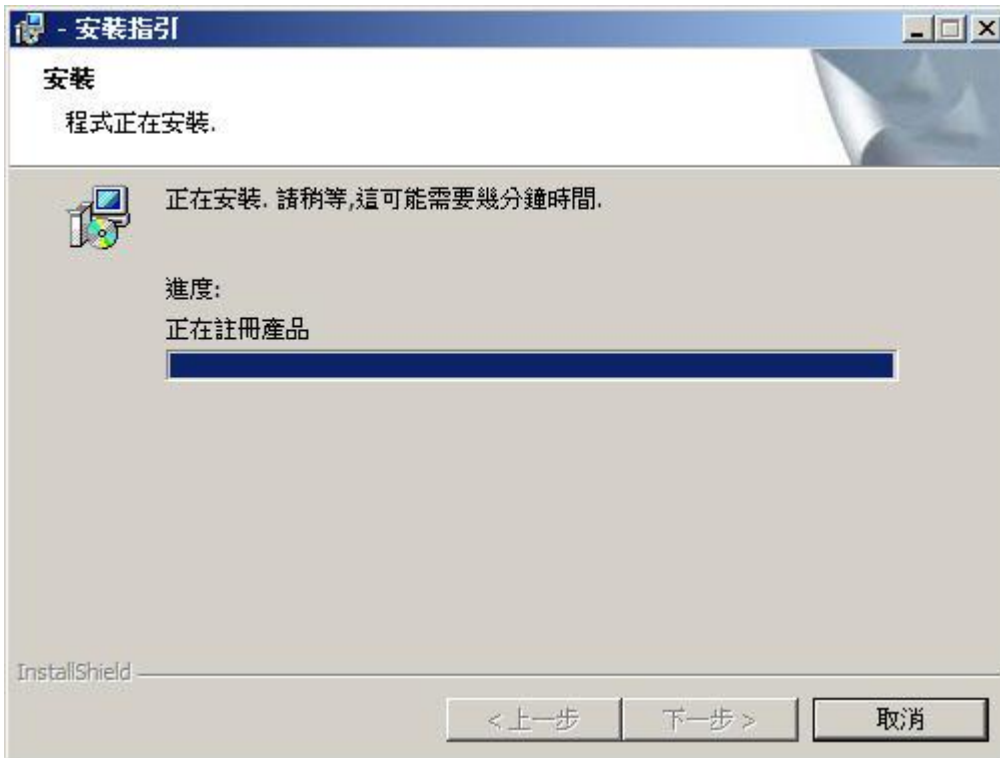 - 安裝指引
安裝
程式正在安裝.
正在安裝. 請稍等,這可能需要幾分鐘時間.
進度:
正在註冊產品
InstallShield
<上一步
下一步>
取消